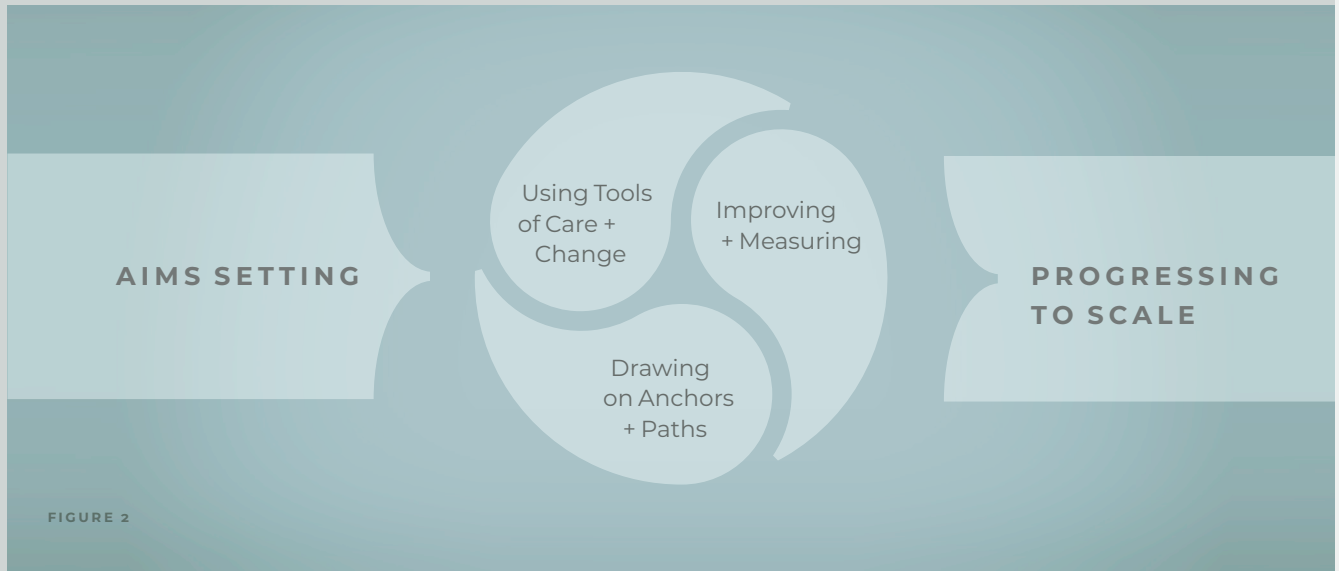 AIMS SETTING
Using Tools
of Care +
Change
Improving
+ Measuring
Drawing
on Anchors
+ Paths
PROGRESSING
TO SCALE
FIGURE 2